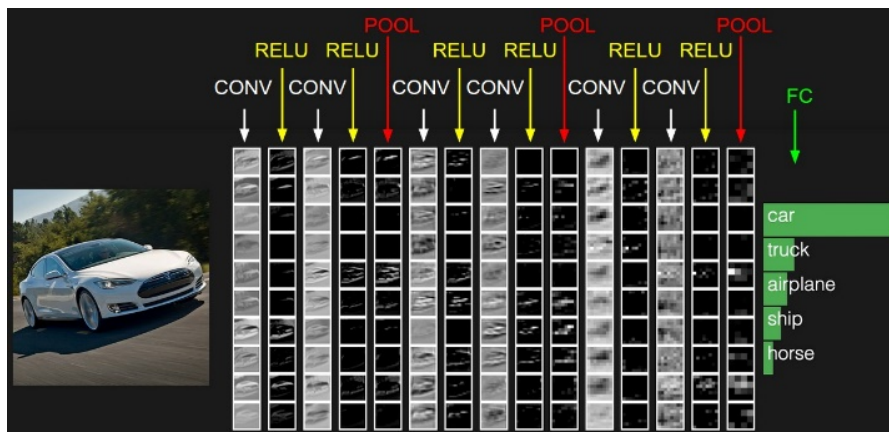 POOL POOL POOL
RELU RELU RELU RELU RELU RELU
CONV CONV CONV CONV CONV CONV
FC
car
truck
airplane
ship
horse